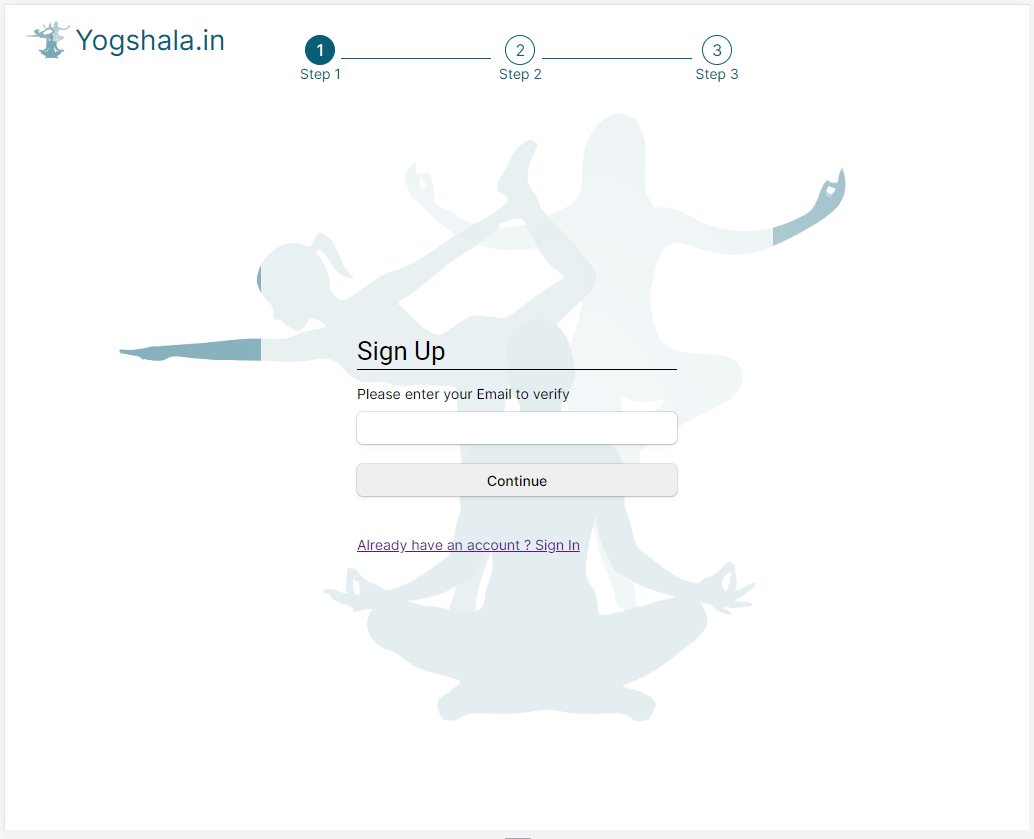 Yogshala.in
1
2
3
Step 1
Step 2
Step 3
Sign Up
Please enter your Email to verify
Continue
Already have an account ? Sign In